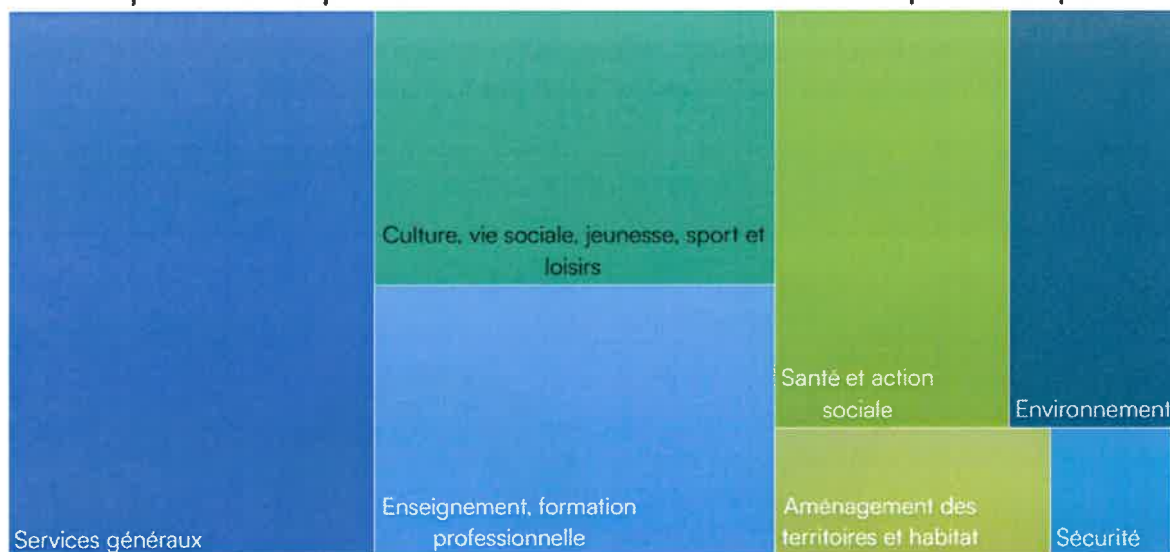 Culture, vie sociale, jeunesse, sport et
loisirs
Santé et action
sociale
Environnement
Services généraux
Enseignement, formation
professionnelle
Aménagement des
territoires et habitat
Sécurité